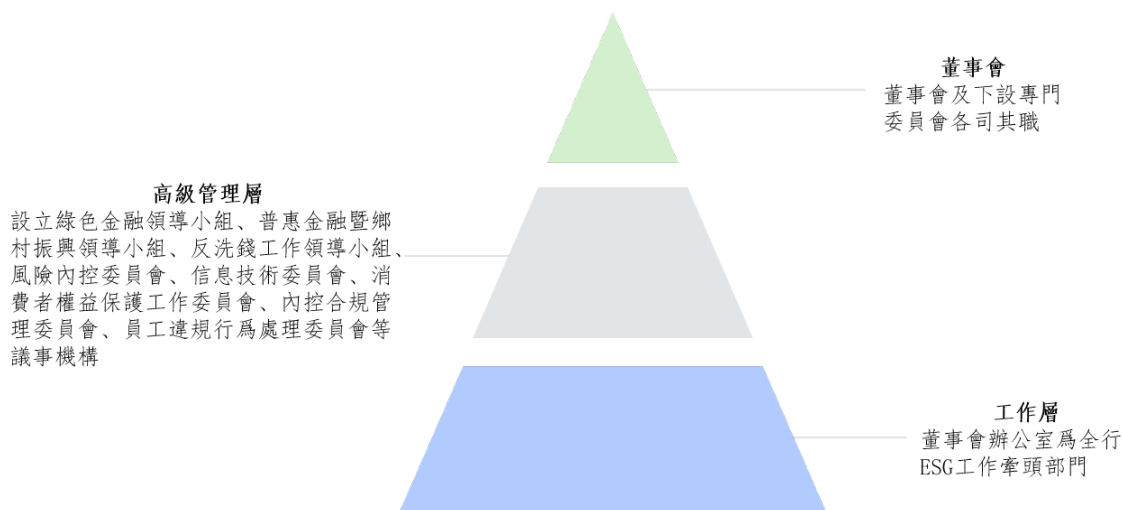 董事會
董事會及下設專門
委員會各司其職
高級管理層
設立綠色金融領導小組、普惠金融暨鄉
村振興領導小組、反洗錢工作領導小組、
風險內控委員會、信息技術委員會、消
費者權益保護工作委員會、內控合規管
理委員會、員工違規行爲處理委員會等
議事機構
工作層
董事會辦公室爲全行
ESG工作牽頭部門